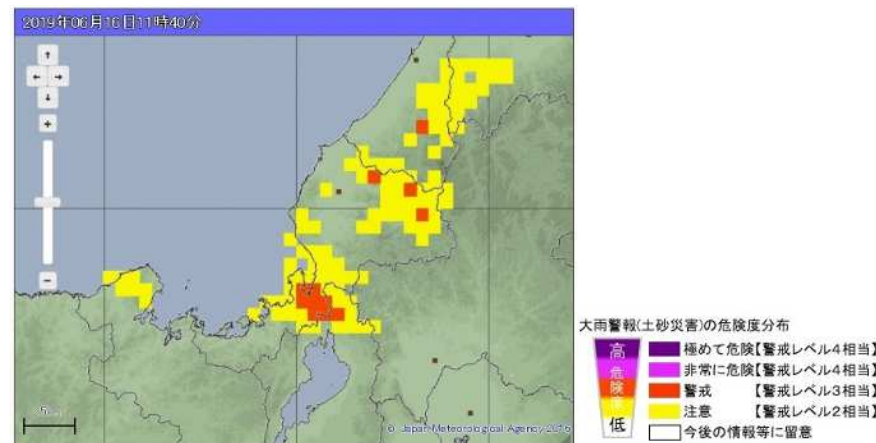 2019年06月16日11時40分
大雨警報(土砂災害)の危険度分布
高
危
険
度
低
極めて危険【警戒レベル4相当】
非常に危険【警戒レベル4相当】
警戒 【警戒レベル3相当】
注意 【警戒レベル2相当】
今後の情報等に留意
© Japan Meteorological Agency 2016